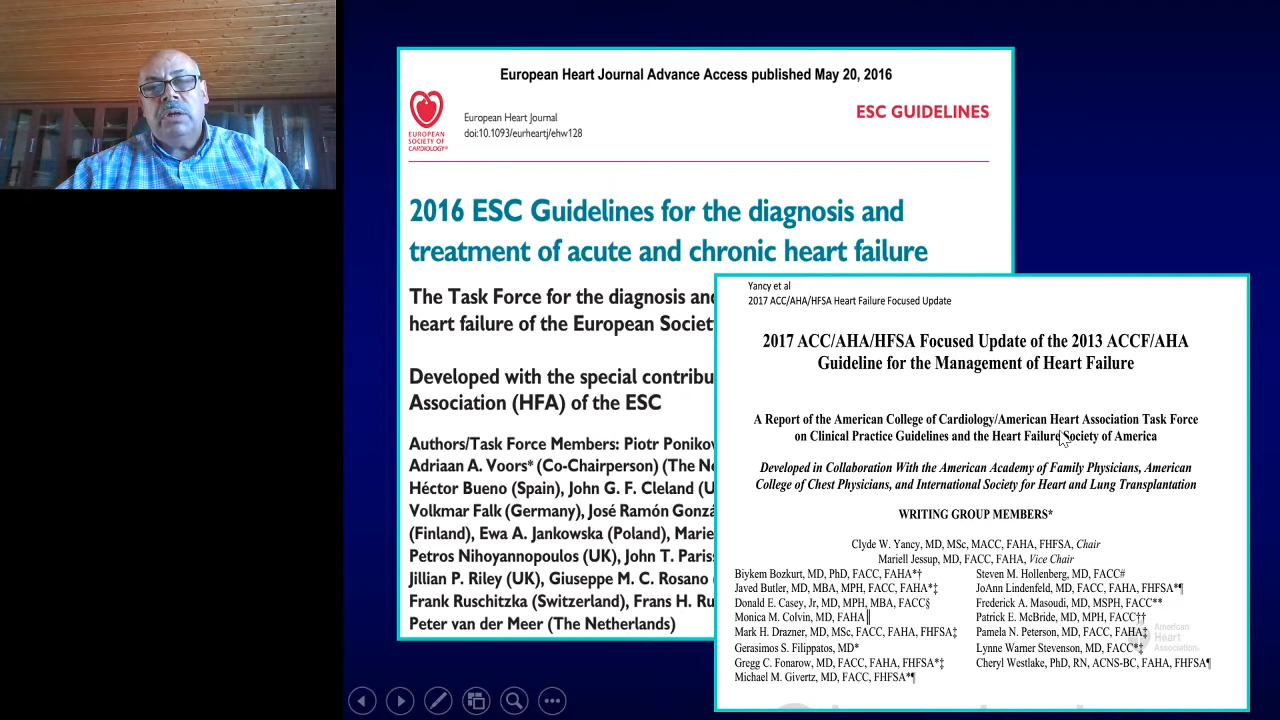 European Heart Journal Advance Access published May 20, 2016
EUROPEAN
SOCIETY OF
CARDIOLOGY®
European Heart Journal
doi:10.1093/eurheartj/ehw128
ESC GUIDELINES
2016 ESC Guidelines for the diagnosis and
treatment of acute and chronic heart failure
The Task Force for the diagnosis and
heart failure of the European Societ
Developed with the special contribu
Association (HFA) of the ESC
Authors/Task Force Members: Piotr Ponikov
Adriaan A. Voors* (Co-Chairperson) (The Ne
Héctor Bueno (Spain), John G. F. Cleland (U
Volkmar Falk (Germany), José Ramón Gonzá
(Finland), Ewa A. Jankowska (Poland), Marie
Petros Nihoyannopoulos (UK), John T. Pariss
Jillian P. Riley (UK), Giuseppe M. C. Rosano
Frank Ruschitzka (Switzerland), Frans H. Ru
Peter van der Meer (The Netherlands)
Yancy et al
2017 ACC/AHA/HFSA Heart Failure Focused Update
2017 ACC/AHA/HFSA Focused Update of the 2013 ACCF/AHA
Guideline for the Management of Heart Failure
A Report of the American College of Cardiology/American Heart Association Task Force
on Clinical Practice Guidelines and the Heart Failure Society of America
Developed in Collaboration With the American Academy of Family Physicians, American
College of Chest Physicians, and International Society for Heart and Lung Transplantation
WRITING GROUP MEMBERS*
Clyde W. Yancy, MD, MSc, MACC, FAHA, FHFSA, Chair
Mariell Jessup, MD, FACC, FAHA, Vice Chair
Biykem Bozkurt, MD, PhD, FACC, FAHA*†
Javed Butler, MD, MBA, MPH, FACC, FAHA*‡
Donald E. Casey, Jr, MD, MPH, MBA, FACC§
Monica M. Colvin, MD, FAHA║
Mark H. Drazner, MD, MSc, FACC, FAHA, FHFSA‡
Gerasimos S. Filippatos, MD*
Gregg C. Fonarow, MD, FACC, FAHA, FHFSA*‡
Michael M. Givertz, MD, FACC, FHFSA*¶
Steven M. Hollenberg, MD, FACC#
JoAnn Lindenfeld, MD, FACC, FAHA, FHFSA*¶
Frederick A. Masoudi, MD, MSPH, FACC**
Patrick E. McBride, MD, MPH, FACC††
Pamela N. Peterson, MD, FACC, FAHA‡
Lynne Warner Stevenson, MD, FACC*‡
Cheryl Westlake, PhD, RN, ACNS-BC, FAHA, FHFSA¶
American
Heart
Association